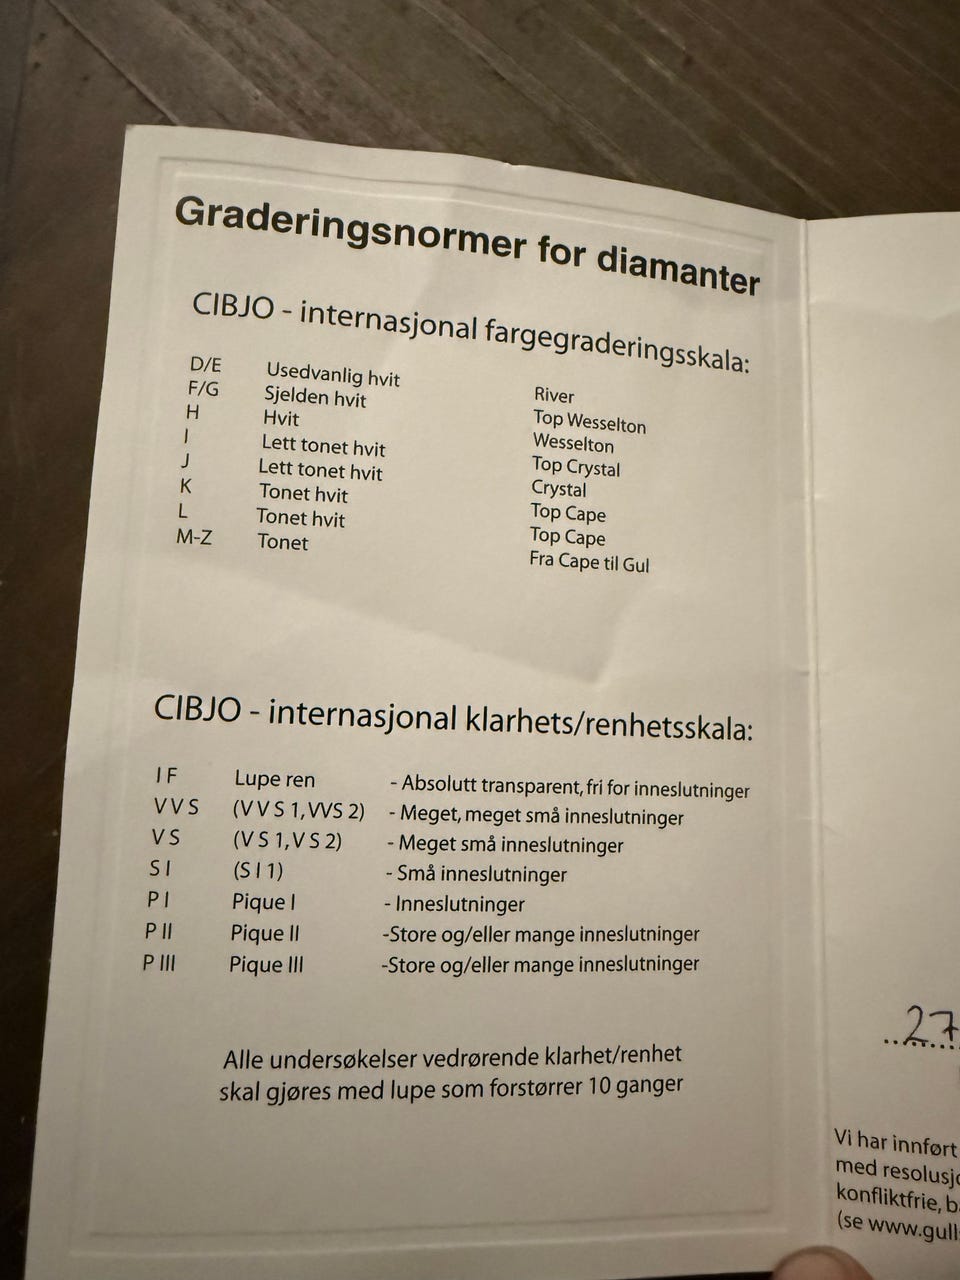 Graderingsnormer for diamanter
CIBJO - internasjonal fargegraderingsskala:
D/E Usedvanlig hvit River
F/G Sjelden hvit Top Wesselton
H Hvit Wesselton
I Lett tonet hvit Top Crystal
J Lett tonet hvit Crystal
K Tonet hvit Top Cape
L Tonet hvit Top Cape
M-Z Tonet Fra Cape til Gul
CIBJO - internasjonal klarhets/renhetsskala:
I F Lupe ren - Absolutt transparent, fri for inneslutninger
V V S (V V S 1, VVS 2) - Meget, meget små inneslutninger
V S (V S 1, V S 2) - Meget små inneslutninger
S I (S I 1) - Små inneslutninger
P I Pique I - Inneslutninger
P II Pique II -Store og/eller mange inneslutninger
P III Pique III -Store og/eller mange inneslutninger
Alle undersøkelser vedrørende klarhet/renhet
skal gjøres med lupe som forstørrer 10 ganger
27
Vi har innført
med
konfliktfrie,
(se